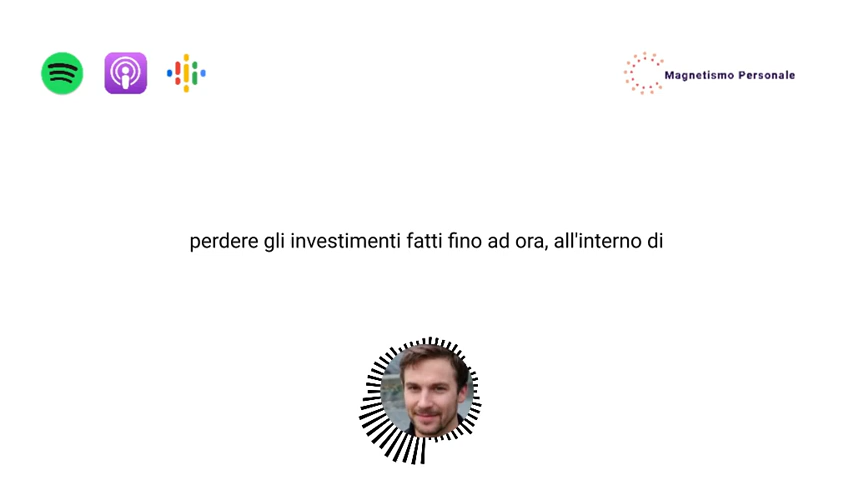 Magnetismo Personale
perdere gli investimenti fatti fino ad ora, all'interno di